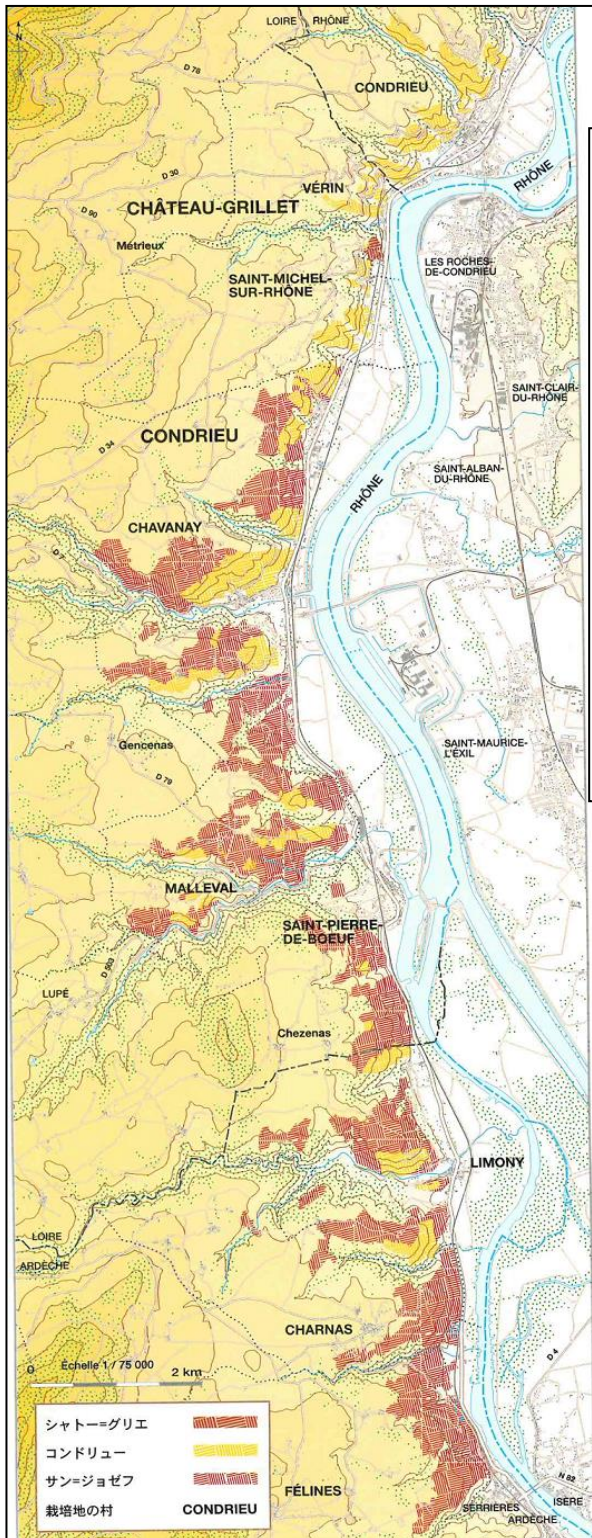 N
LOIRE
RHÔNE
D 78
CONDRIEU
D 30
VÉRIN
RHÔNE
CHÂTEAU-GRILLET
D 90
Métrieux
LES ROCHES-
DE-CONDRIEU
SAINT-MICHEL-
SUR-RHÔNE
SAINT-CLAIR-
DU-RHÔNE
D 34
CONDRIEU
SAINT-ALBAN-
DU-RHÔNE
RHÔNE
CHAVANAY
D 7
Gencenas
SAINT-MAURICE-
L'ÉXIL
D 79
MALLEVAL
SAINT-PIERRE-
DE-BOEUF
D 503
LUPÉ
Chezenas
LIMONY
LOIRE
ARDÈCHE
CHARNAS
D 4
0
Échelle 1 / 75 000
2 km
シャトー=グリエ
コンドリュー
サン=ジョゼフ
栽培地の村
CONDRIEU
FÉLINES
N 82
SERRIÈRES
ISÈRE
ARDÈCHE